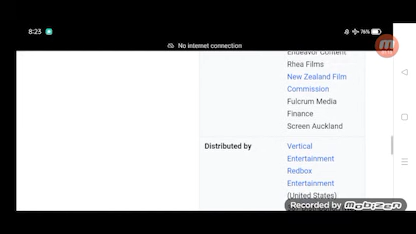 8:23
76%
No internet connection
Endeavor Content
Rhea Films
New Zealand Film
Commission
Fulcrum Media
Finance
Screen Auckland
Distributed by
Vertical
Entertainment
Redbox
Entertainment
(United States)
Recorded by Mobizen